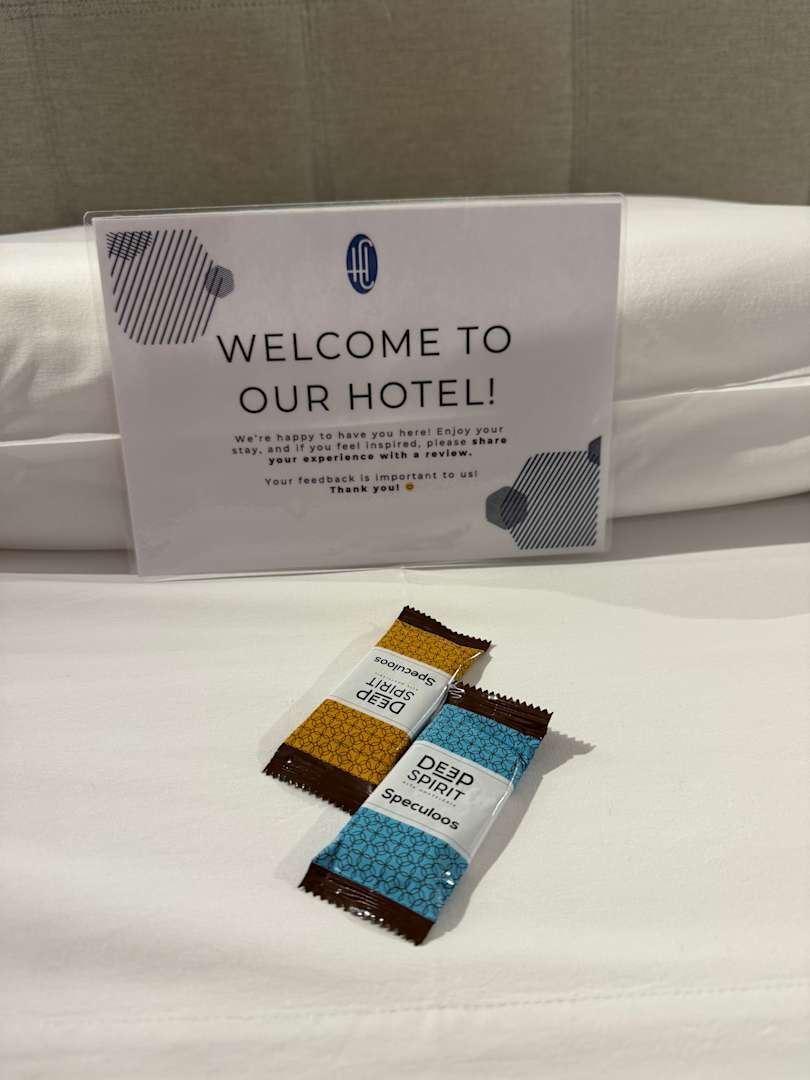 HC
WELCOME TO
OUR HOTEL!
We're happy to have you here! Enjoy your
stay, and if you feel inspired, please share
your experience with a review.
Your feedback is important to us!
Thank you! 😊
DEEP
SPIRIT
Speculoos
DEEP
SPIRIT
Speculoos